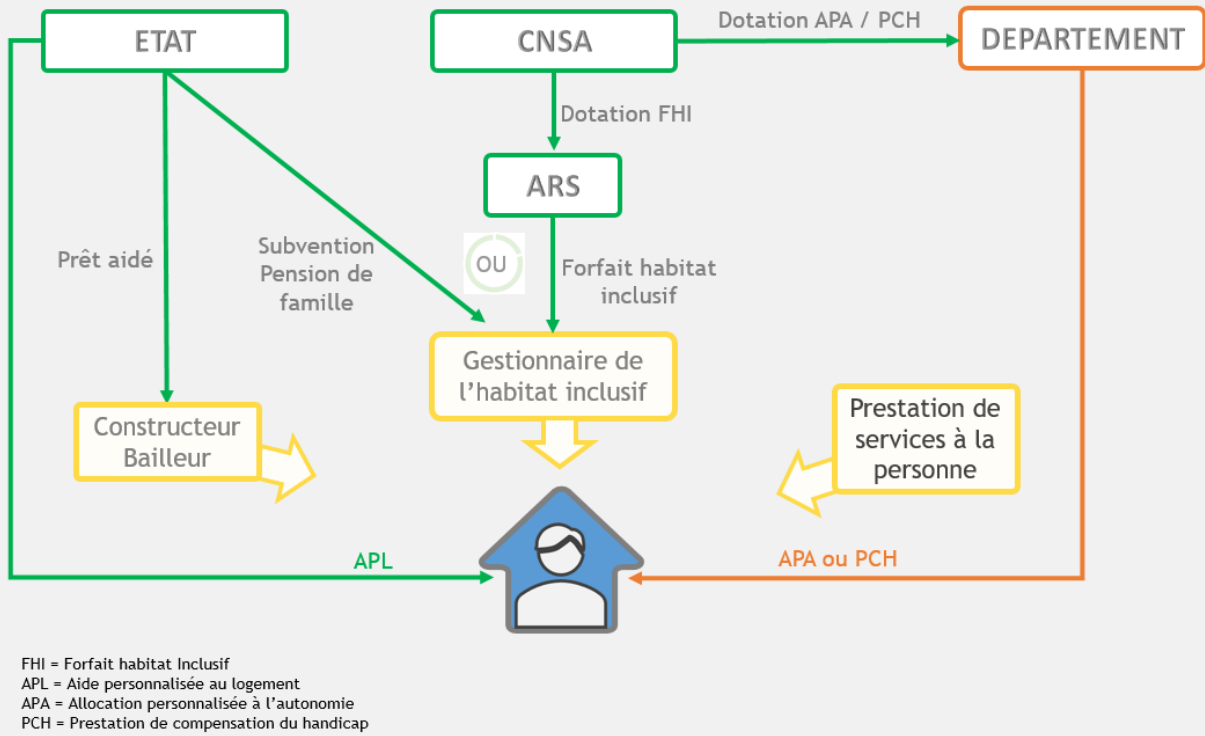 ETAT
CNSA
Dotation APA / PCH
DEPARTEMENT
Dotation FHI
ARS
Prêt aidé
Subvention
Pension de
famille
OU
Forfait habitat
inclusif
Gestionnaire de
l'habitat inclusif
Constructeur
Bailleur
Prestation de
services à la
personne
APL
APA ou PCH
FHI = Forfait habitat Inclusif
APL = Aide personnalisée au logement
APA = Allocation personnalisée à l'autonomie
PCH = Prestation de compensation du handicap